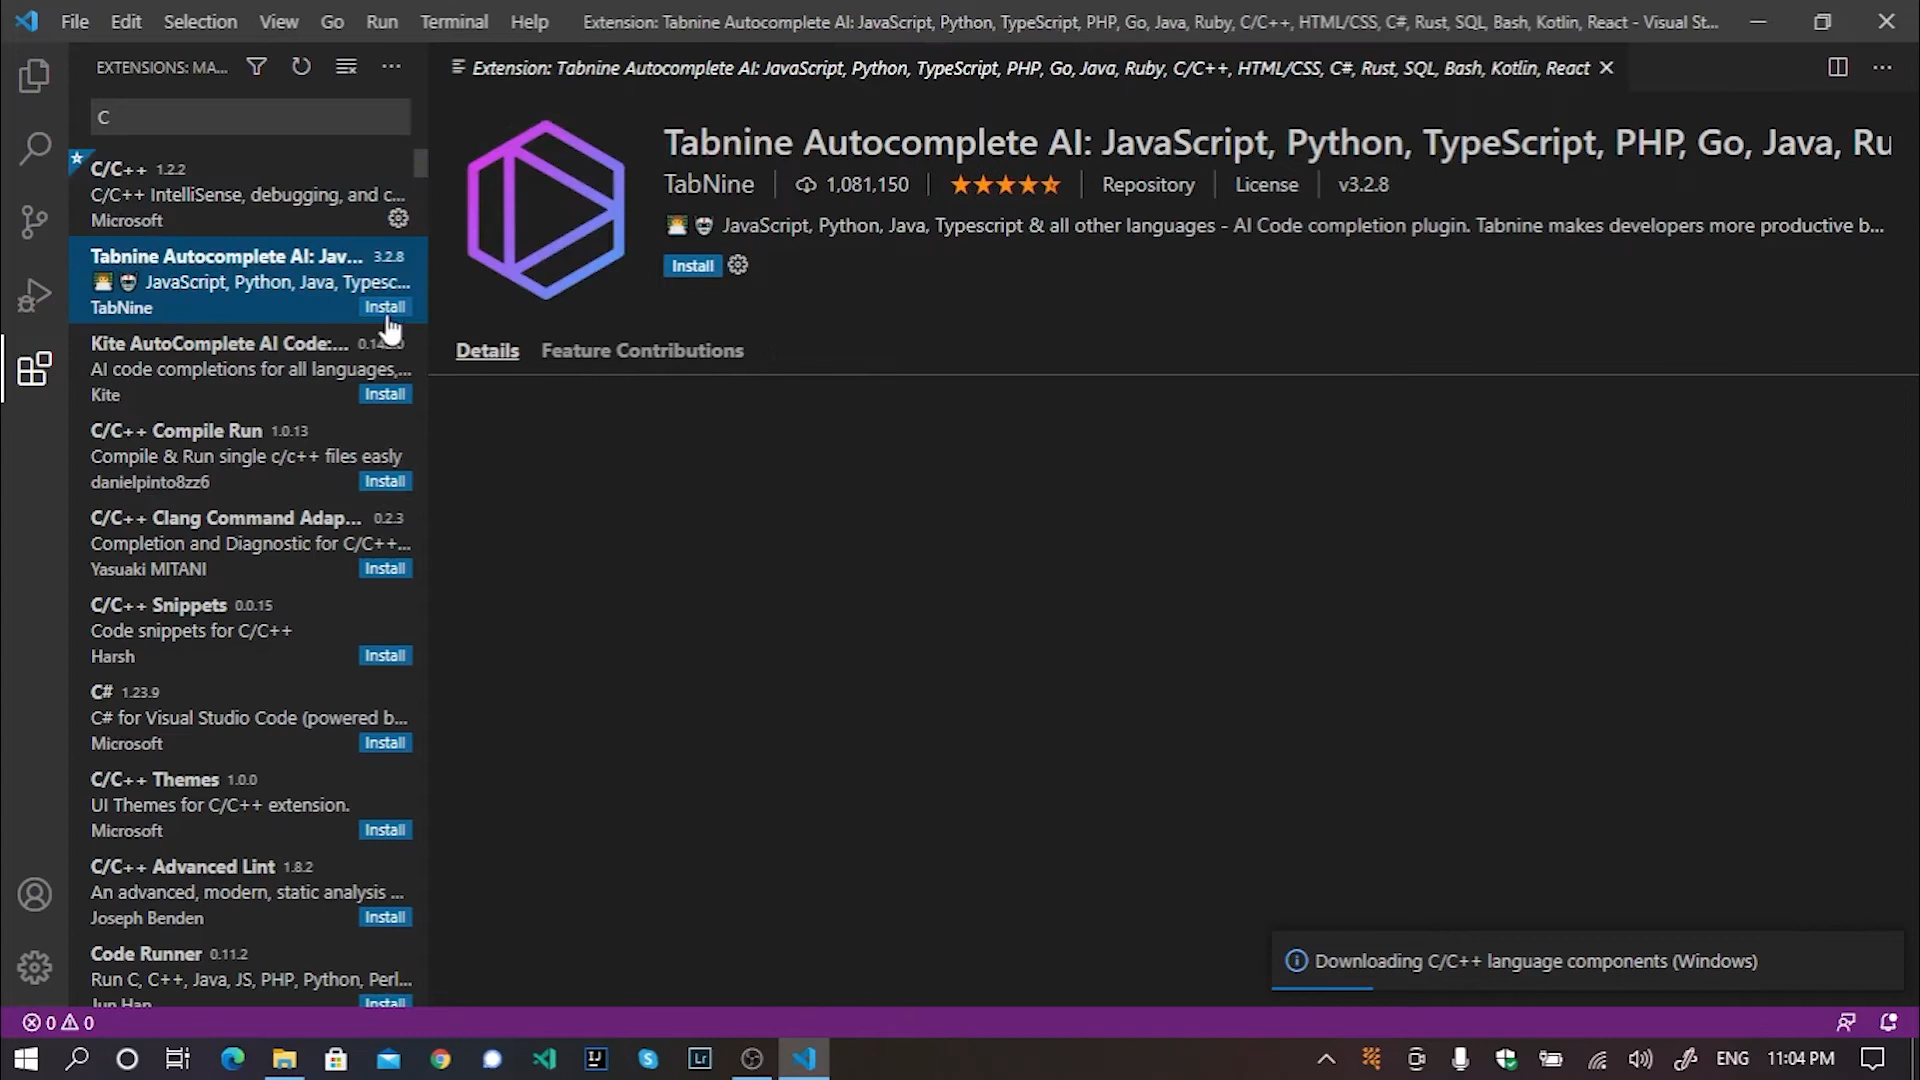 File Edit Selection View Go Run Terminal Help
Extension: Tabnine Autocomplete AI: JavaScript, Python, TypeScript, PHP, Go, Java, Ruby, C/C++, HTML/CSS, C#, Rust, SQL, Bash, Kotlin, React - Visual St...
EXTENSIONS: MA...
Extension: Tabnine Autocomplete AI: JavaScript, Python, TypeScript, PHP, Go, Java, Ruby, C/C++, HTML/CSS, C#, Rust, SQL, Bash, Kotlin, React
C
C/C++ 1.2.2
C/C++ IntelliSense, debugging, and c...
Microsoft
Tabnine Autocomplete AI: Jav... 3.2.8
JavaScript, Python, Java, Typesc...
TabNine Install
Kite AutoComplete AI Code:...
AI code completions for all languages,...
Kite Install
C/C++ Compile Run 1.0.13
Compile & Run single c/c++ files easly
danielpinto8zz6 Install
C/C++ Clang Command Adap... 0.2.3
Completion and Diagnostic for C/C++...
Yasuaki MITANI Install
C/C++ Snippets 0.0.15
Code snippets for C/C++
Harsh Install
C# 1.23.9
C# for Visual Studio Code (powered b...
Microsoft Install
C/C++ Themes 1.0.0
UI Themes for C/C++ extension.
Microsoft Install
C/C++ Advanced Lint 1.8.2
An advanced, modern, static analysis ...
Joseph Benden Install
Code Runner 0.11.2
Run C, C++, Java, JS, PHP, Python, Perl...
Jun Han Install
Tabnine Autocomplete AI: JavaScript, Python, TypeScript, PHP, Go, Java, Ru
TabNine 1,081,150 Repository License v3.2.8
JavaScript, Python, Java, Typescript & all other languages - AI Code completion plugin. Tabnine makes developers more productive b...
Install
Details Feature Contributions
Downloading C/C++ language components (Windows)
0 0
IJ
S
Lr
ENG 11:04 PM